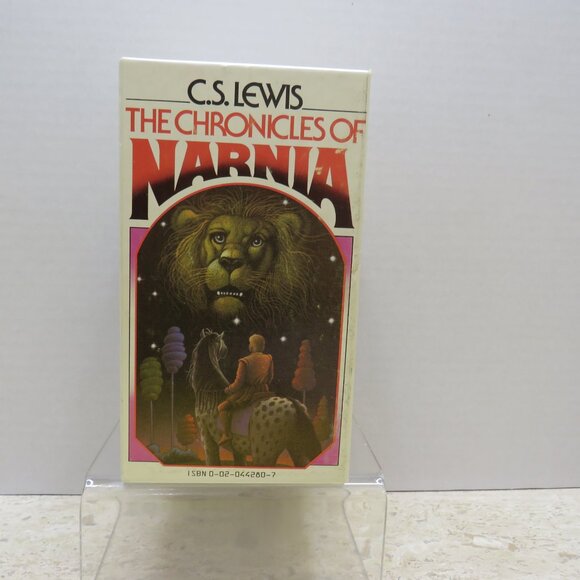 C.S. LEWIS
THE CHRONICLES OF
NARNIA
ISBN 0-02-044280-7